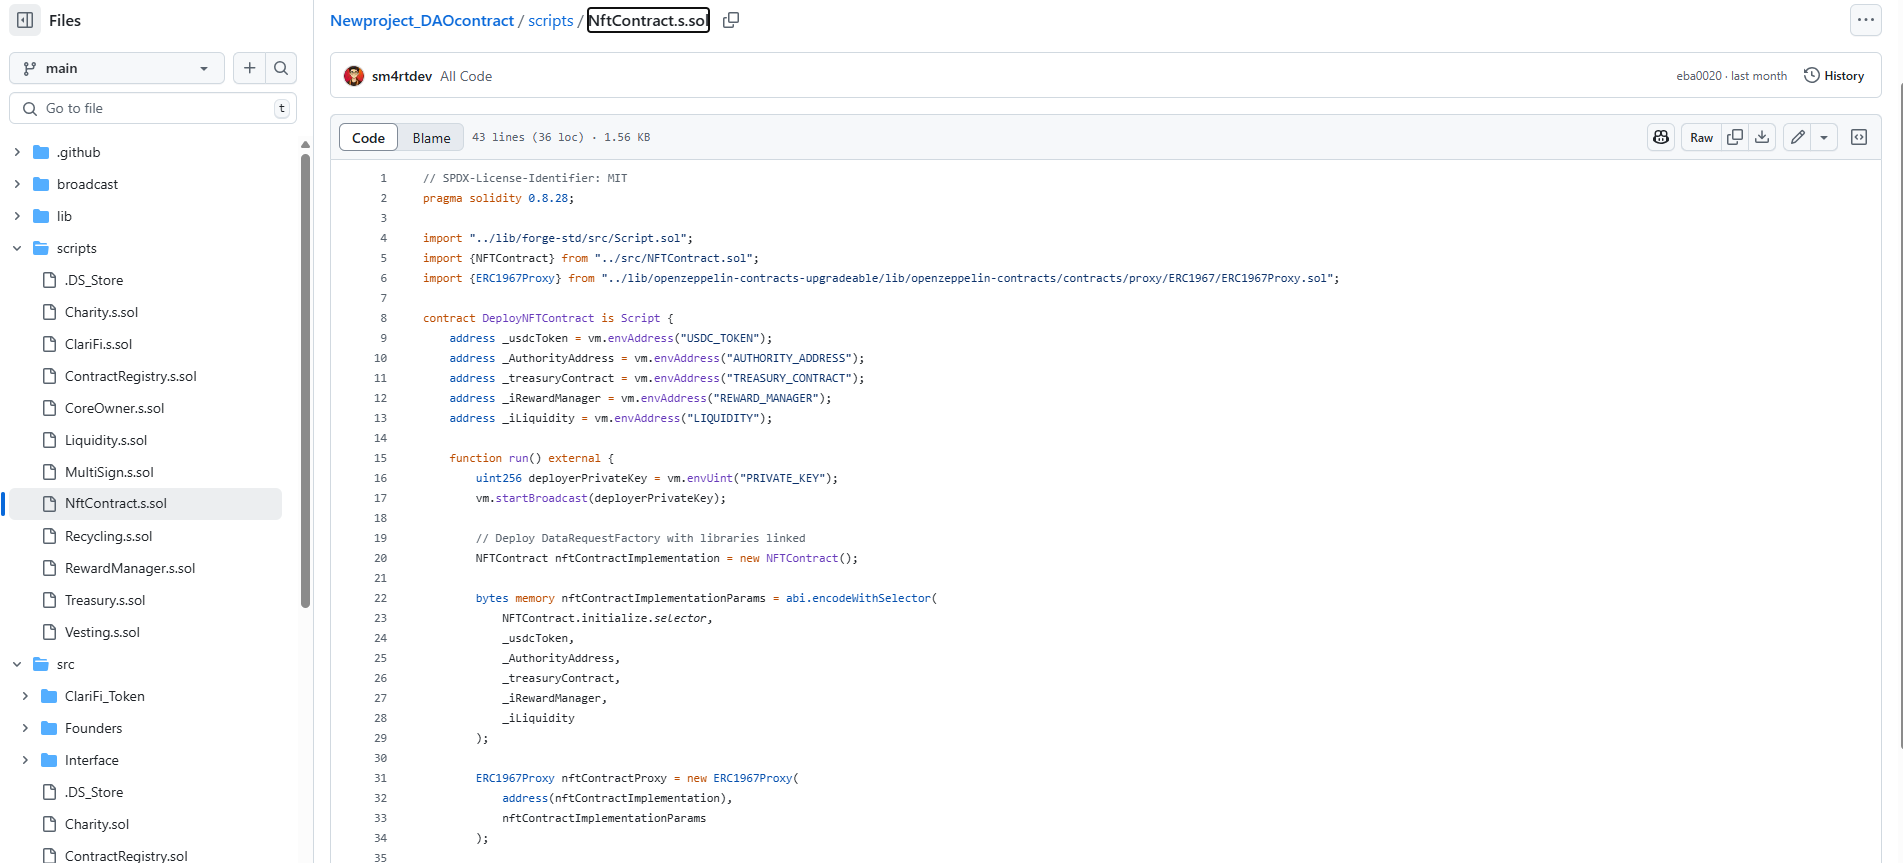 Files
main
Go to file
t
.github
broadcast
lib
scripts
.DS_Store
Charity.s.sol
ClariFi.s.sol
ContractRegistry.s.sol
CoreOwner.s.sol
Liquidity.s.sol
MultiSign.s.sol
NftContract.s.sol
Recycling.s.sol
RewardManager.s.sol
Treasury.s.sol
Vesting.s.sol
src
ClariFi_Token
Founders
Interface
.DS_Store
Charity.sol
ContractRegistry.sol
Newproject_DAOcontract / scripts / NftContract.s.sol
sm4rtdev All Code
eba0020 · last month History
Code Blame 43 lines (36 loc) · 1.56 KB
Raw
1 // SPDX-License-Identifier: MIT
2 pragma solidity 0.8.28;
3
4 import "../lib/forge-std/src/Script.sol";
5 import {NFTContract} from "../src/NFTContract.sol";
6 import {ERC1967Proxy} from "../lib/openzeppelin-contracts-upgradeable/lib/openzeppelin-contracts/contracts/proxy/ERC1967/ERC1967Proxy.sol";
7
8 contract DeployNFTContract is Script {
9 address _usdcToken = vm.envAddress("USDC_TOKEN");
10 address _AuthorityAddress = vm.envAddress("AUTHORITY_ADDRESS");
11 address _treasuryContract = vm.envAddress("TREASURY_CONTRACT");
12 address _iRewardManager = vm.envAddress("REWARD_MANAGER");
13 address _iLiquidity = vm.envAddress("LIQUIDITY");
14
15 function run() external {
16 uint256 deployerPrivateKey = vm.envUint("PRIVATE_KEY");
17 vm.startBroadcast(deployerPrivateKey);
18
19 // Deploy DataRequestFactory with libraries linked
20 NFTContract nftContractImplementation = new NFTContract();
21
22 bytes memory nftContractImplementationParams = abi.encodeWithSelector(
23 NFTContract.initialize.selector,
24 _usdcToken,
25 _AuthorityAddress,
26 _treasuryContract,
27 _iRewardManager,
28 _iLiquidity
29 );
30
31 ERC1967Proxy nftContractProxy = new ERC1967Proxy(
32 address(nftContractImplementation),
33 nftContractImplementationParams
34 );
35